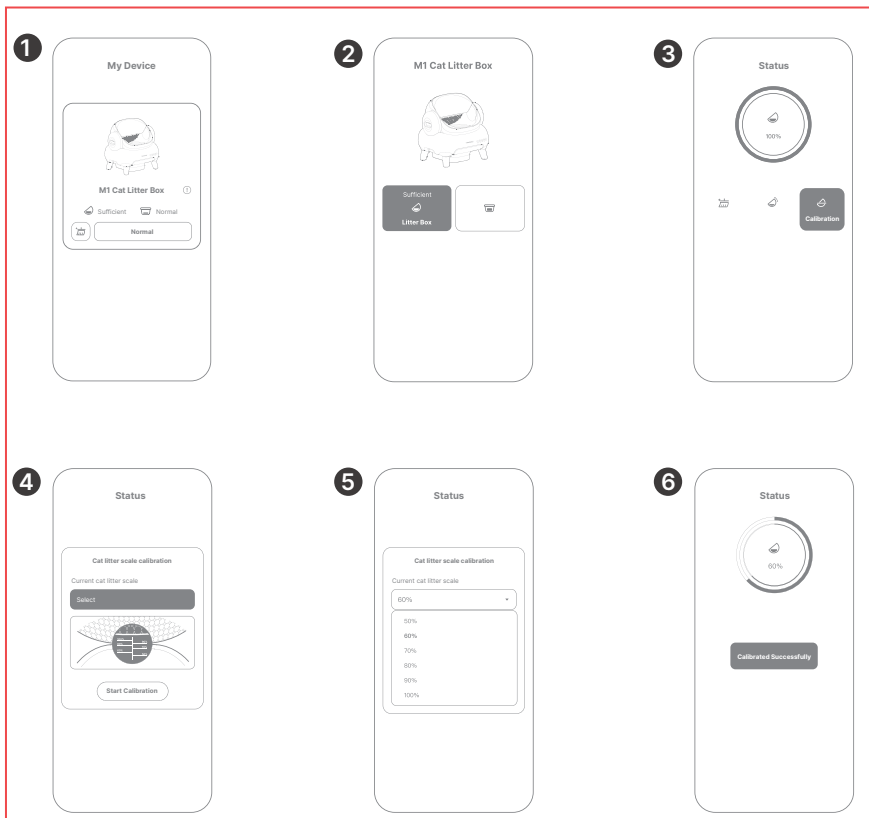 1
My Device
M1 Cat Litter Box
Sufficient Normal
Normal
2
M1 Cat Litter Box
Sufficient
Litter Box
3
Status
100%
Calibration
4
Status
Cat litter scale calibration
Current cat litter scale
Select
Start Calibration
5
Status
Cat litter scale calibration
Current cat litter scale
60%
50%
60%
70%
80%
90%
100%
6
Status
60%
Calibrated Successfully